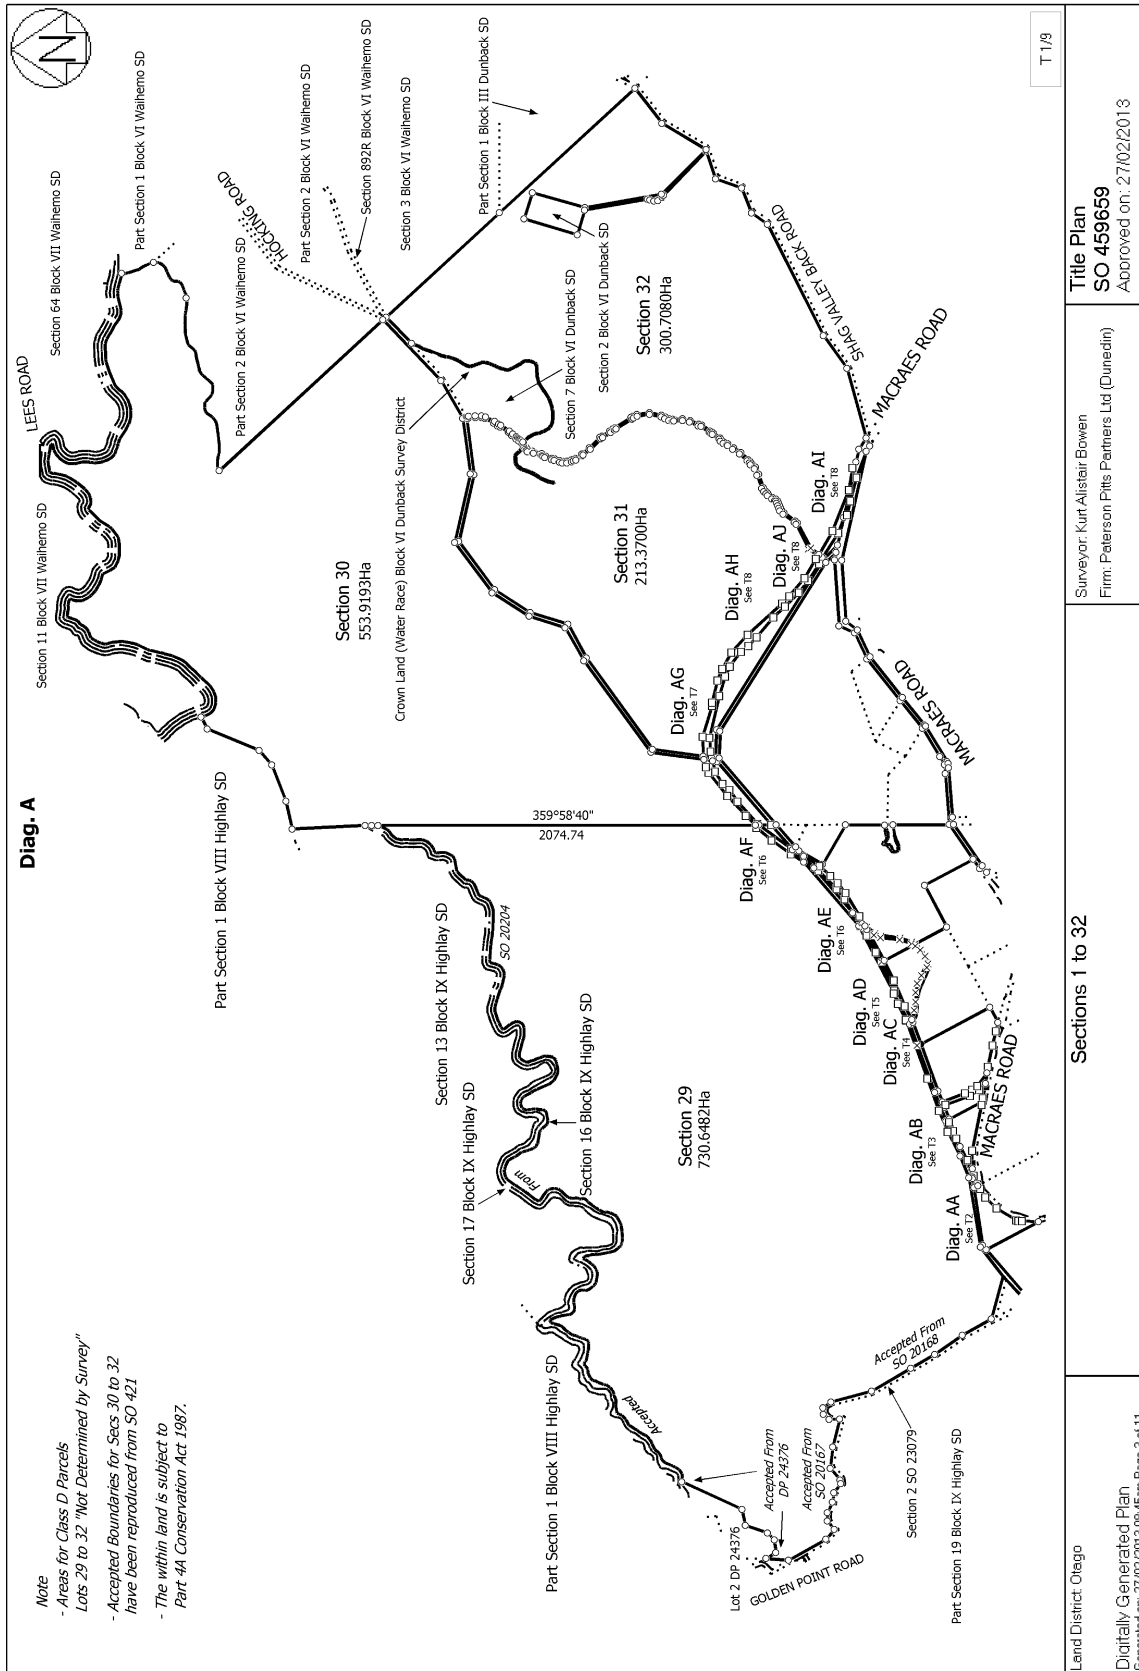 Diag. A
Note
- Areas for Class D Parcels
Lots 29 to 32 "Not Determined by Survey"
- Accepted Boundaries for Secs 30 to 32
have been reproduced from SO 421
- The within land is subject to
Part 4A Conservation Act 1987.
N
LEES ROAD
Section 11 Block VII Waihemo SD
Section 64 Block VII Waihemo SD
Part Section 1 Block VI Waihemo SD
Part Section 2 Block VI Waihemo SD
HOCKING ROAD
Part Section 2 Block VI Waihemo SD
Section 892R Block VI Waihemo SD
Section 3 Block VI Waihemo SD
Part Section 1 Block III Dunback SD
Part Section 1 Block VIII Highlay SD
Section 30
553.9193Ha
Crown Land (Water Race) Block VI Dunback Survey District
Section 7 Block VI Dunback SD
Section 2 Block VI Dunback SD
Section 32
300.7080Ha
Section 31
213.3700Ha
359°58'40"
2074.74
Section 13 Block IX Highlay SD
SO 20204
Section 17 Block IX Highlay SD
From
Section 16 Block IX Highlay SD
Section 29
730.6482Ha
Part Section 1 Block VIII Highlay SD
Accepted
Accepted From
DP 24376
Lot 2 DP 24376
Accepted From
SO 20167
GOLDEN POINT ROAD
Accepted From
SO 20168
Section 2 SO 23079
Part Section 19 Block IX Highlay SD
Diag. AA
See T2
Diag. AB
See T3
Diag. AC
See T4
Diag. AD
See T5
Diag. AE
See T6
Diag. AF
See T6
Diag. AG
See T7
Diag. AH
See T8
Diag. AJ
See T8
Diag. AI
See T8
MACRAES ROAD
MACRAES ROAD
MACRAES ROAD
SHAG VALLEY BACK ROAD
T 1/9
Land District: Otago
Digitally Generated Plan
Sections 1 to 32
Surveyor: Kurt Alistair Bowen
Firm: Paterson Pitts Partners Ltd (Dunedin)
Title Plan
SO 459659
Approved on: 27/02/2013